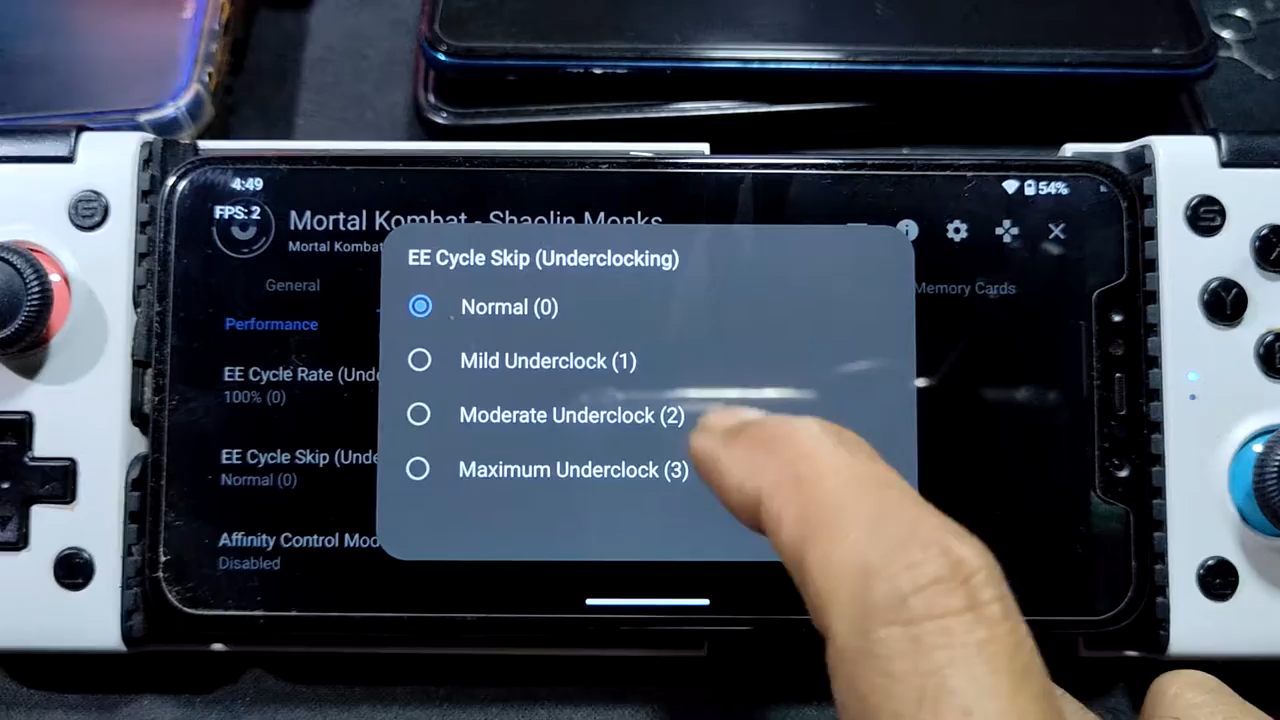 4:49
54%
FPS: 2
Mortal Kombat - Shaolin Monks
Mortal Kombat
General
Memory Cards
Performance
EE Cycle Rate (Unde
100% (0)
EE Cycle Skip (Unde
Normal (0)
Affinity Control Mod
Disabled
EE Cycle Skip (Underclocking)
Normal (0)
Mild Underclock (1)
Moderate Underclock (2)
Maximum Underclock (3)
S
S
Y